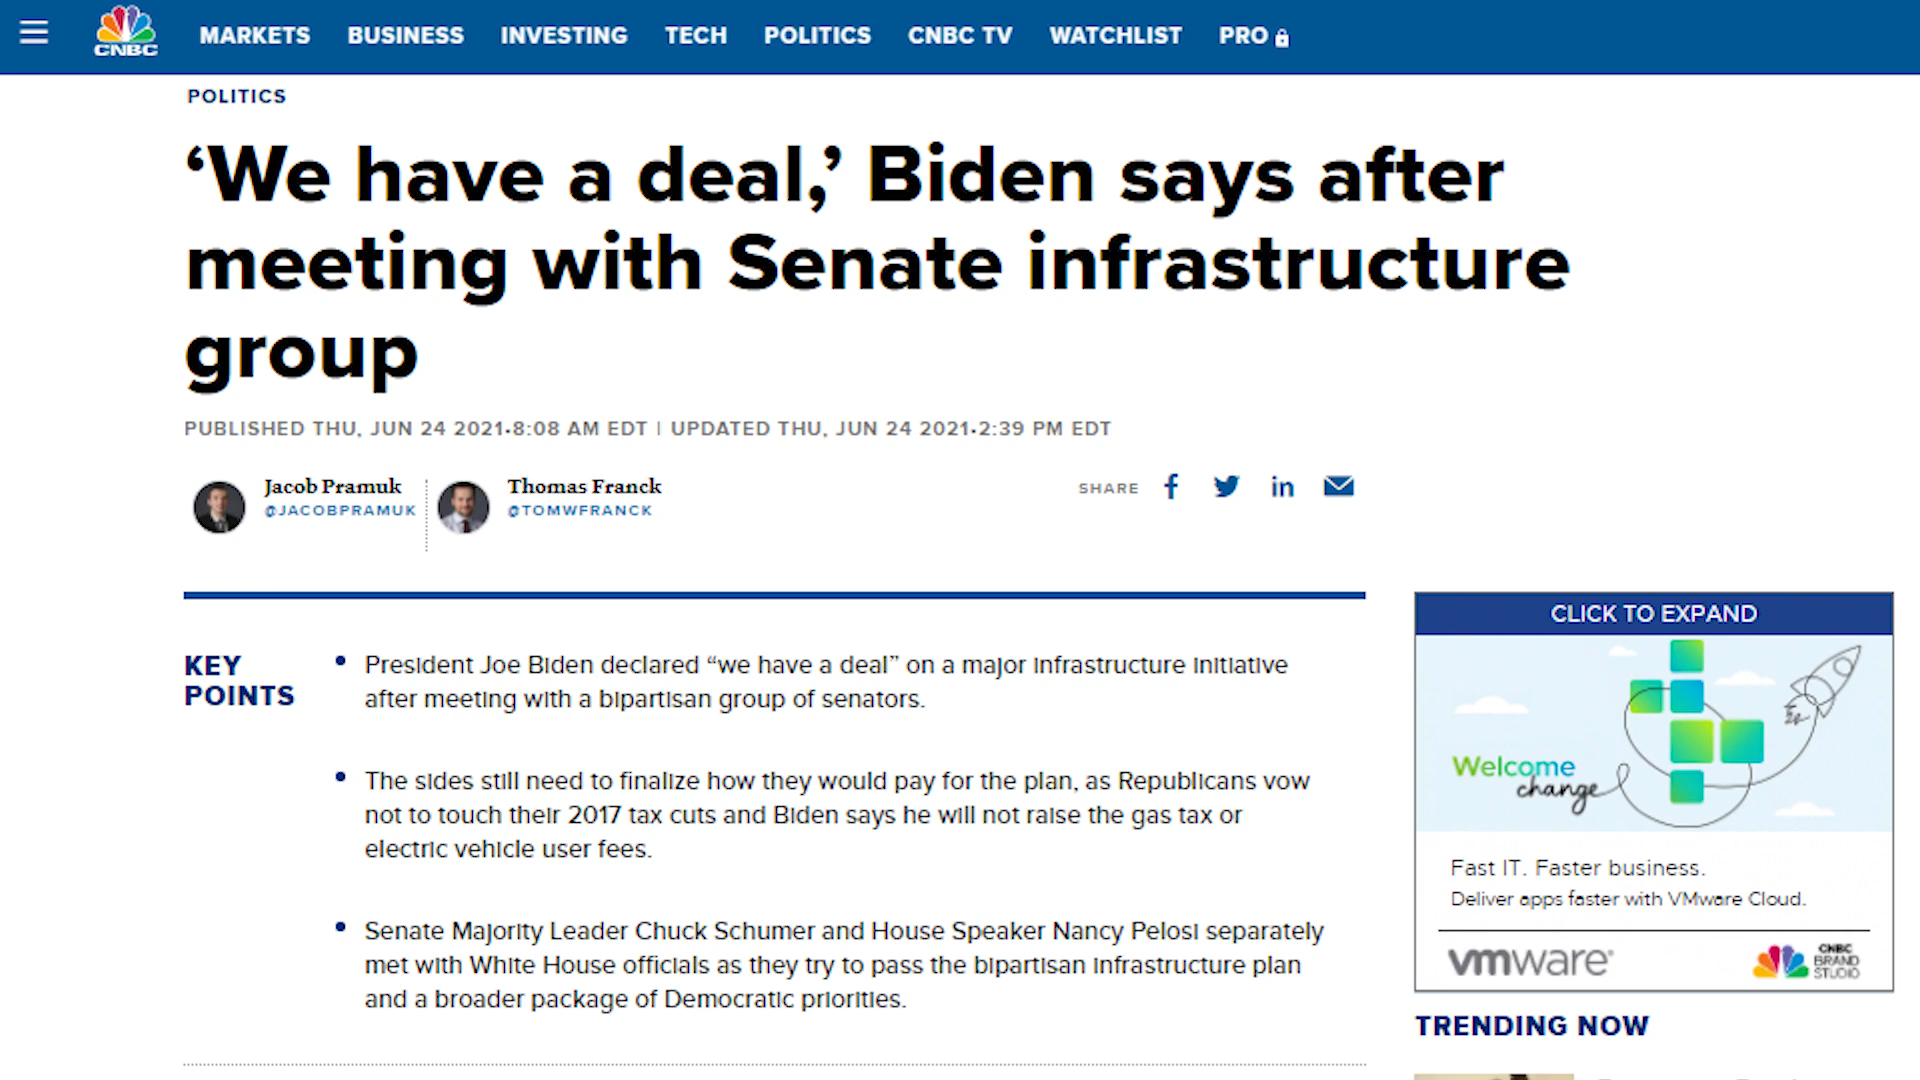 CNBC
MARKETS BUSINESS INVESTING TECH POLITICS CNBC TV WATCHLIST PRO
POLITICS
‘We have a deal,’ Biden says after
meeting with Senate infrastructure
group
PUBLISHED THU, JUN 24 2021•8:08 AM EDT | UPDATED THU, JUN 24 2021•2:39 PM EDT
Jacob Pramuk
@JACOBPRAMUK
Thomas Franck
@TOMWFRANCK
SHARE
KEY
POINTS
• President Joe Biden declared “we have a deal” on a major infrastructure initiative
after meeting with a bipartisan group of senators.
• The sides still need to finalize how they would pay for the plan, as Republicans vow
not to touch their 2017 tax cuts and Biden says he will not raise the gas tax or
electric vehicle user fees.
• Senate Majority Leader Chuck Schumer and House Speaker Nancy Pelosi separately
met with White House officials as they try to pass the bipartisan infrastructure plan
and a broader package of Democratic priorities.
CLICK TO EXPAND
Welcome
change
Fast IT. Faster business.
Deliver apps faster with VMware Cloud.
vmware®
CNBC
BRAND
STUDIO
TRENDING NOW